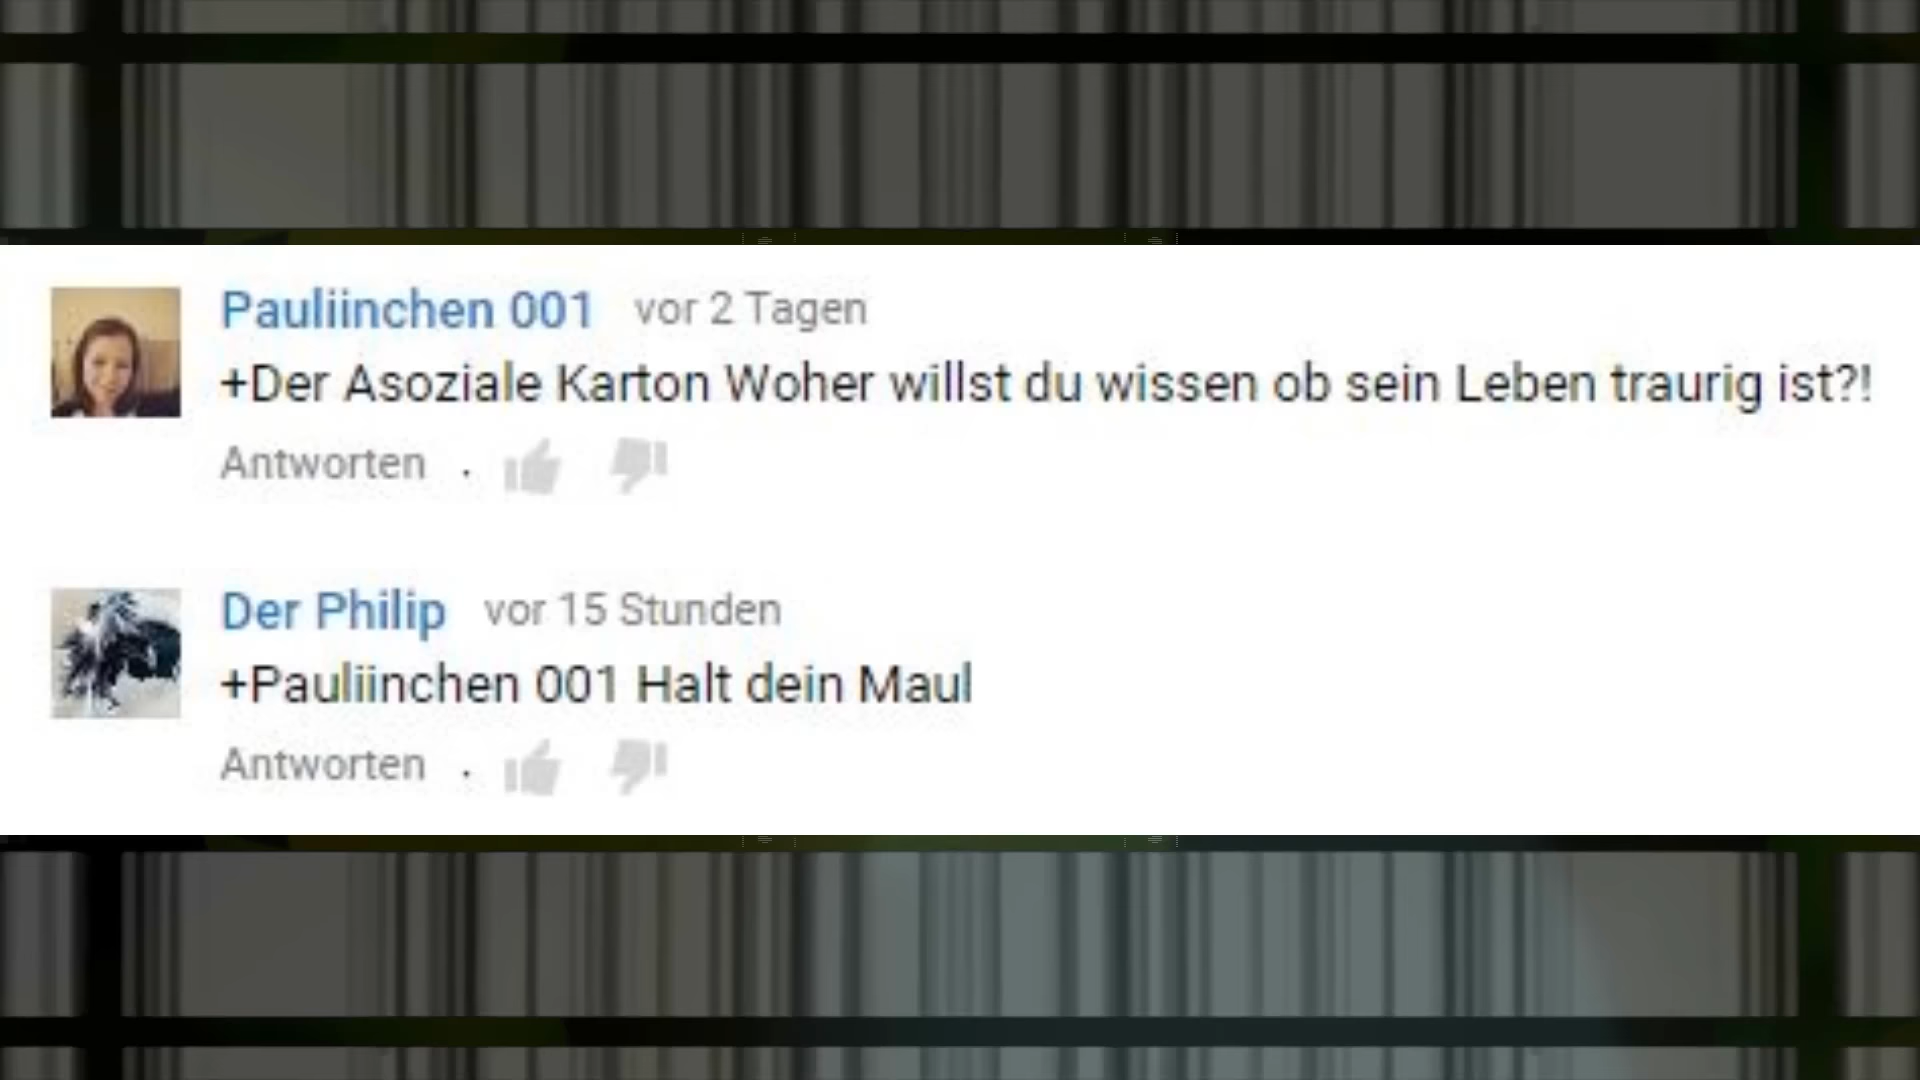 Pauliinchen 001 vor 2 Tagen
+Der Asoziale Karton Woher willst du wissen ob sein Leben traurig ist?!
Antworten .
Der Philip vor 15 Stunden
+Pauliinchen 001 Halt dein Maul
Antworten .